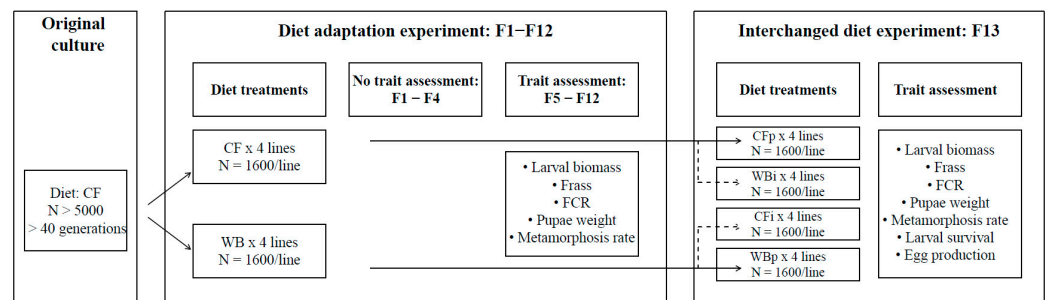 Original
culture
Diet: CF
N > 5000
> 40 generations
Diet adaptation experiment: F1−F12
Diet treatments
No trait assessment:
F1 − F4
Trait assessment:
F5 − F12
CF x 4 lines
N = 1600/line
WB x 4 lines
N = 1600/line
• Larval biomass
• Frass
• FCR
• Pupae weight
• Metamorphosis rate
Interchanged diet experiment: F13
Diet treatments
Trait assessment
CFp x 4 lines
N = 1600/line
WBi x 4 lines
N = 1600/line
CFi x 4 lines
N = 1600/line
WBp x 4 lines
N = 1600/line
• Larval biomass
• Frass
• FCR
• Pupae weight
• Metamorphosis rate
• Larval survival
• Egg production